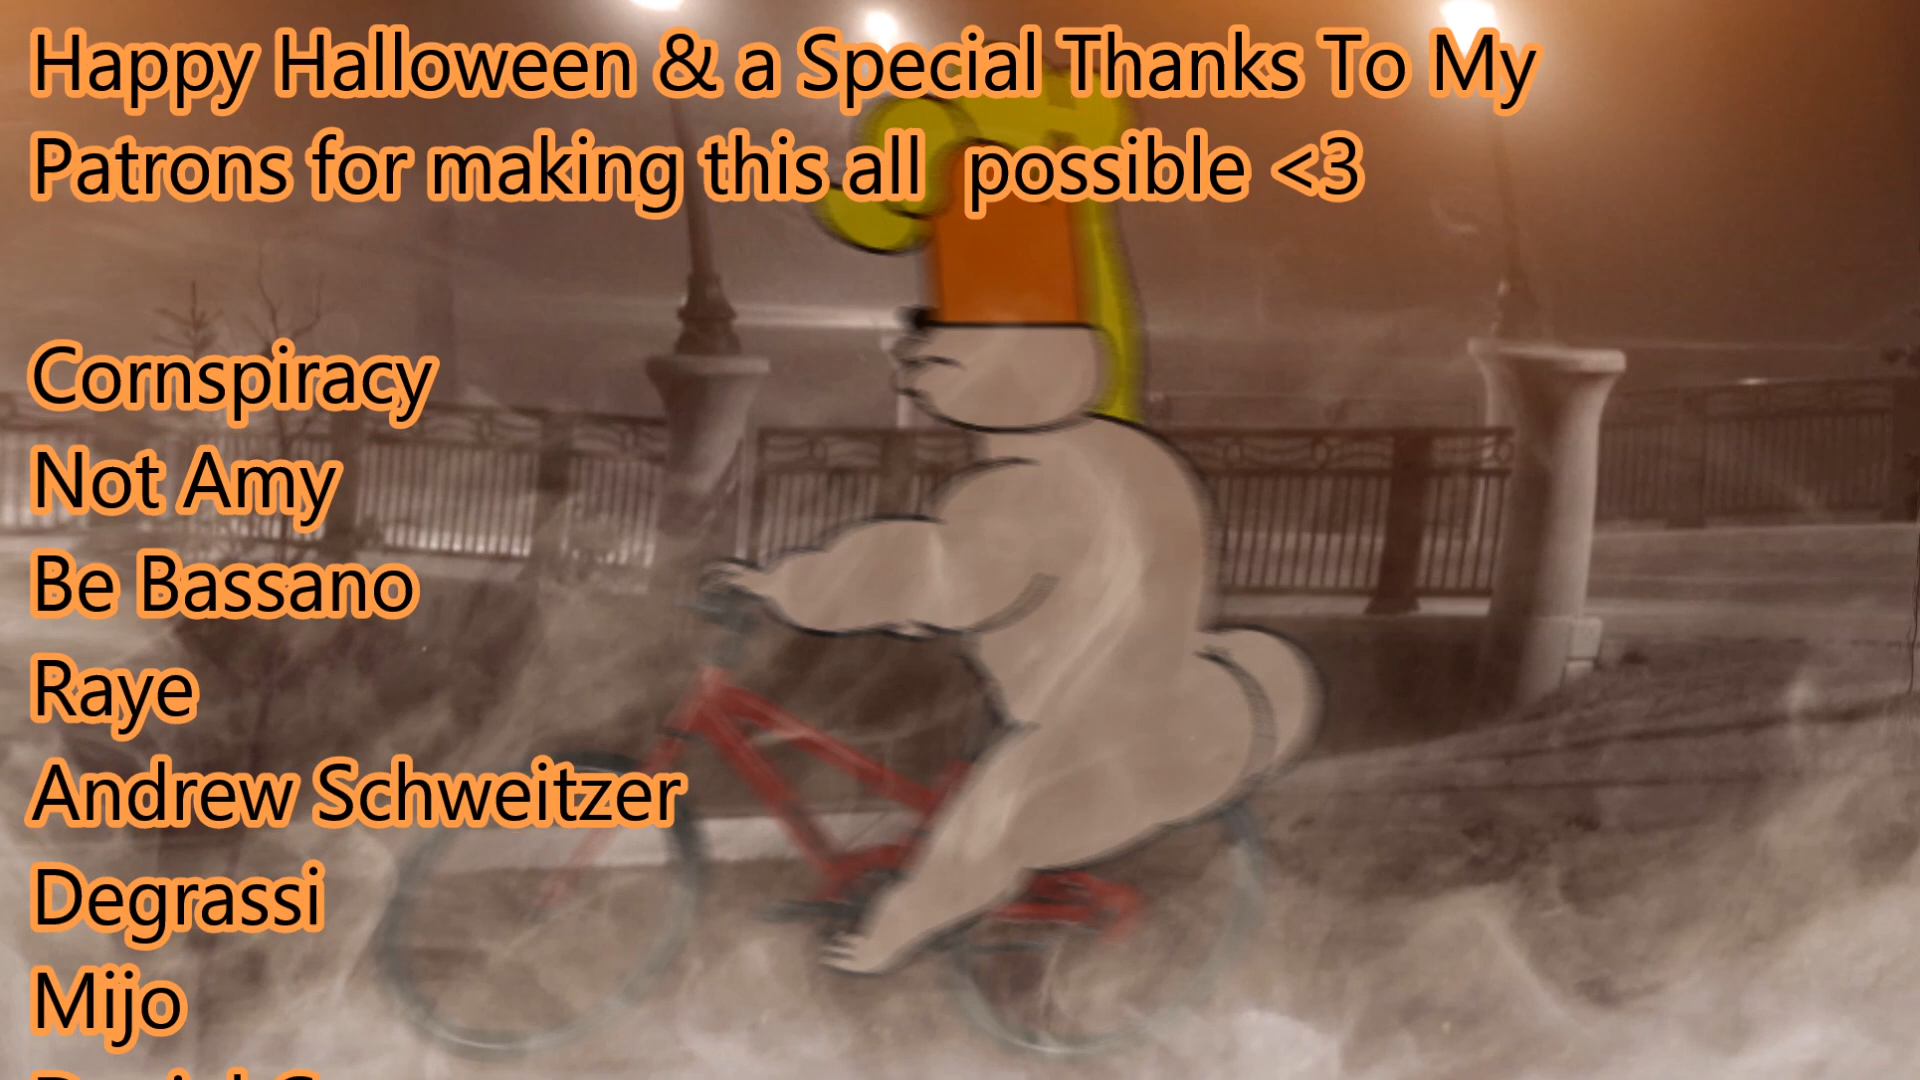 Happy Halloween & a Special Thanks To My
Patrons for making this all possible <3
Cornspiracy
Not Amy
Be Bassano
Raye
Andrew Schweitzer
Degrassi
Mijo